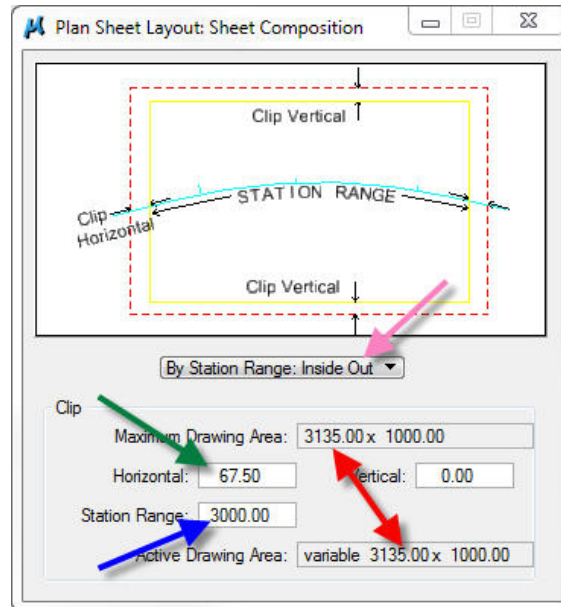 Plan Sheet Layout: Sheet Composition
Clip Vertical
STATION RANGE
Clip
Horizontal
Clip Vertical
By Station Range: Inside Out
Clip
Maximum Drawing Area: 3135.00 x 1000.00
Horizontal: 67.50 Vertical: 0.00
Station Range: 3000.00
Active Drawing Area: variable 3135.00 x 1000.00